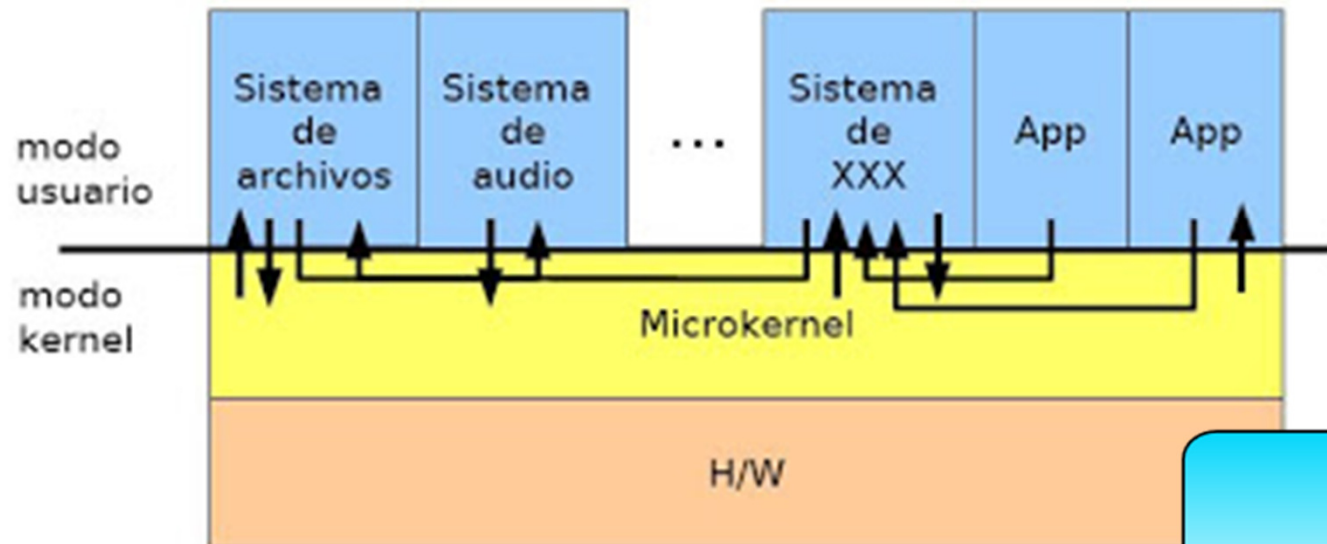 Sistema
de
archivos
Sistema
de
audio
...
Sistema
de
XXX
App
App
modo
usuario
modo
kernel
Microkernel
H/W